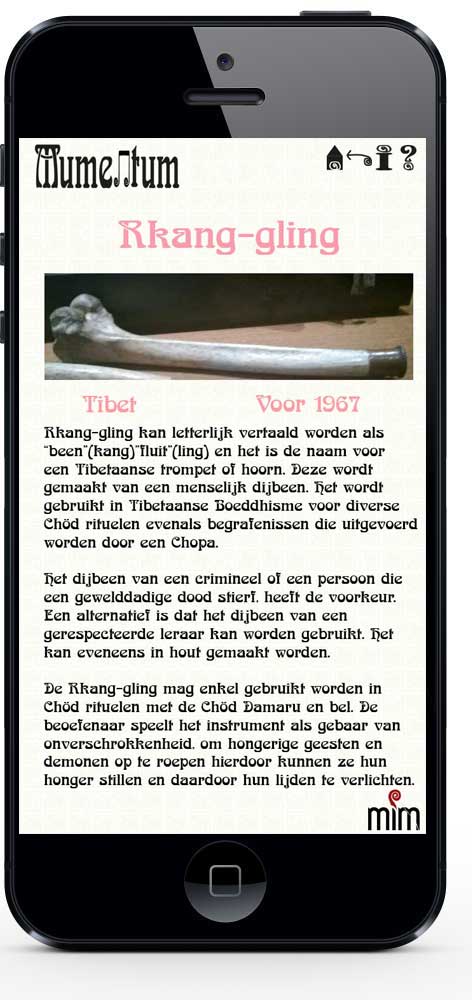 Mumentum
Rkang-gling
Tibet Voor 1967
Rkang-gling kan letterlijk vertaald worden als
"been"(kang)"fluit"(ling) en het is de naam voor
een Tibetaanse trompet of hoorn. Deze wordt
gemaakt van een menselijk dijbeen. Het wordt
gebruikt in Tibetaanse Boeddhisme voor diverse
Chöd rituelen evenals begrafenissen die uitgevoerd
worden door een Chopa.
Het dijbeen van een crimineel of een persoon die
een gewelddadige dood stierf, heeft de voorkeur.
Een alternatief is dat het dijbeen van een
gerespecteerde leraar kan worden gebruikt. Het
kan eveneens in hout gemaakt worden.
De Rkang-gling mag enkel gebruikt worden in
Chöd rituelen met de Chöd Damaru en bel. De
beoefenaar speelt het instrument als gebaar van
onverschrokkenheid, om hongerige geesten en
demonen op te roepen hierdoor kunnen ze hun
honger stillen en daardoor hun lijden te verlichten.
mim